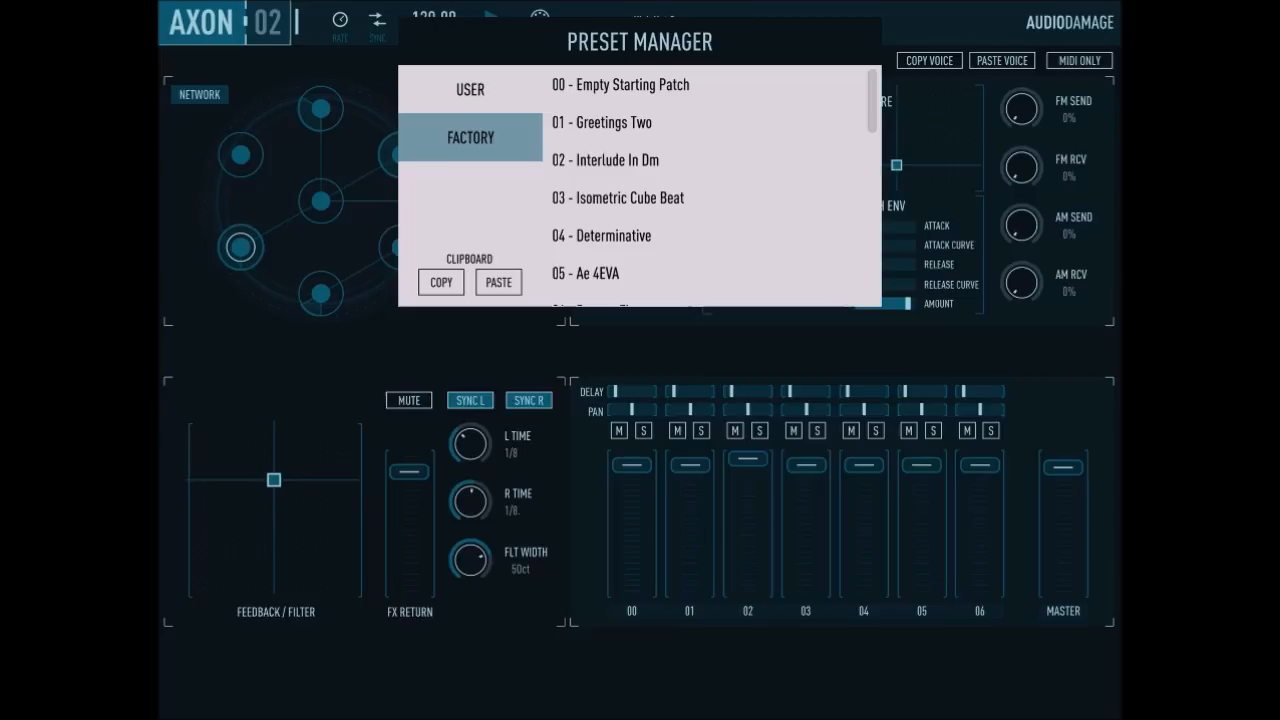 AXON 02
RATE
SYNC
120.00
AUDIODAMAGE
PRESET MANAGER
COPY VOICE
PASTE VOICE
MIDI ONLY
NETWORK
USER
FACTORY
CLIPBOARD
COPY
PASTE
00 - Empty Starting Patch
01 - Greetings Two
02 - Interlude In Dm
03 - Isometric Cube Beat
04 - Determinative
05 - Ae 4EVA
RE
ENV
ATTACK
ATTACK CURVE
RELEASE
RELEASE CURVE
AMOUNT
FM SEND
0%
FM RCV
0%
AM SEND
0%
AM RCV
0%
MUTE
SYNC L
SYNC R
L TIME
1/8
R TIME
1/8.
FLT WIDTH
50ct
FEEDBACK / FILTER
FX RETURN
DELAY
PAN
M S M S M S M S M S M S M S
00 01 02 03 04 05 06 MASTER